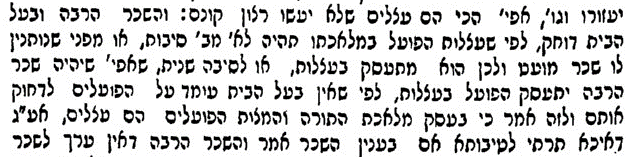 יעזורו וגו', אפי' הכי הם עצלים שלא יעשו רצון קונם: והשכר הרבה ובעל
הבית דוחק, לפי שעצלות הפועל במלאכתו תהיה לא' מב' סיבות, או מפני שנותנין
לו שכר מועט ולכן הוא מתעסק בעצלות, או לסיבה שנית, שאפי' שיהיה שכר
הרבה יתעסק הפועל בעצלות, לפי שאין בעל הבית עומד על הפועלים לדחוק
אותם ולזה אמר כי בעסק מלאכת התורה והמצות הפועלים הם עצלים, אע"ג
דאיכא תרתי לטיבותא אם בענין השכר אמר והשכר הרבה דאין ערך לשכר